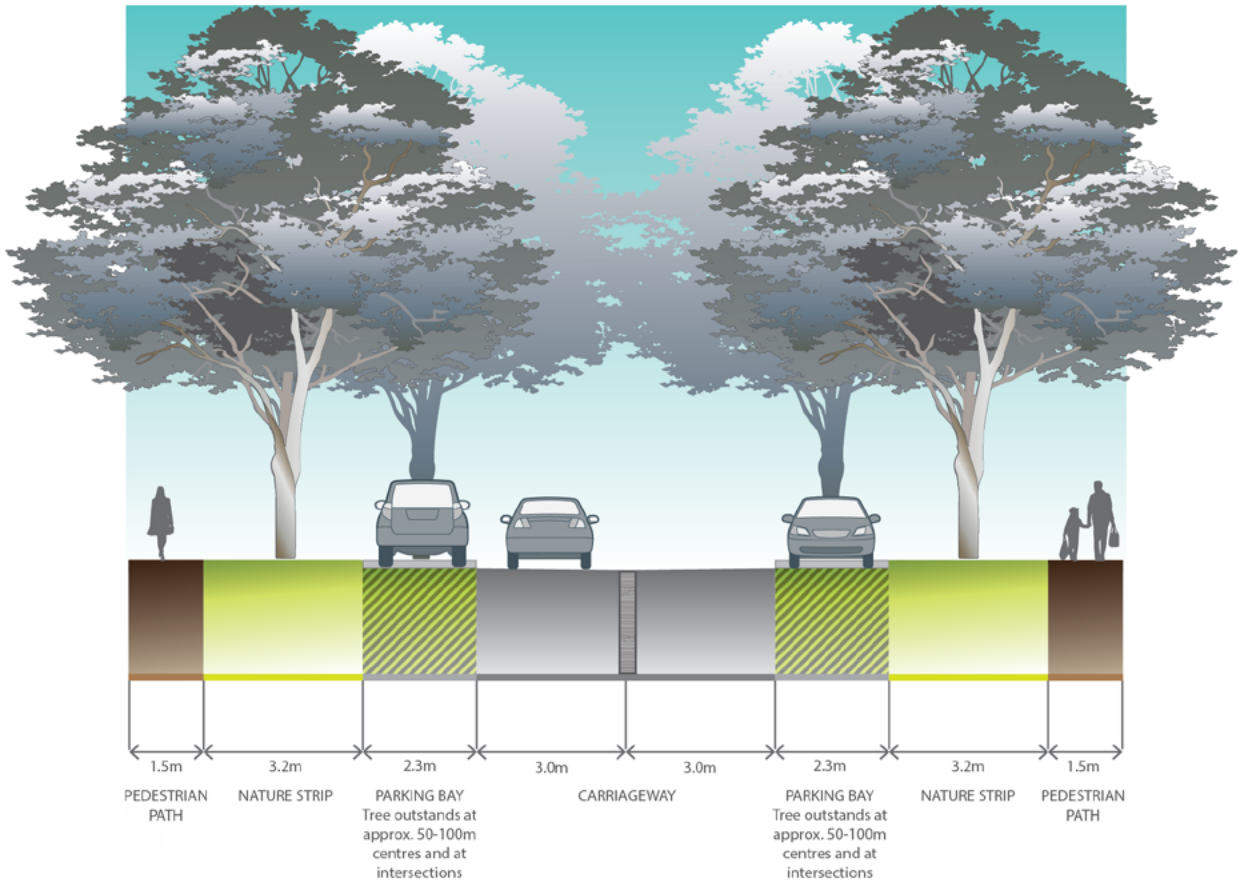 1.5m
3.2m
2.3m
3.0m
3.0m
2.3m
3.2m
1.5m
PEDESTRIAN
PATH
NATURE STRIP
PARKING BAY
Tree outstands at
approx. 50-100m
centres and at
intersections
CARRIAGEWAY
PARKING BAY
Tree outstands at
approx. 50-100m
centres and at
intersections
NATURE STRIP
PEDESTRIAN
PATH